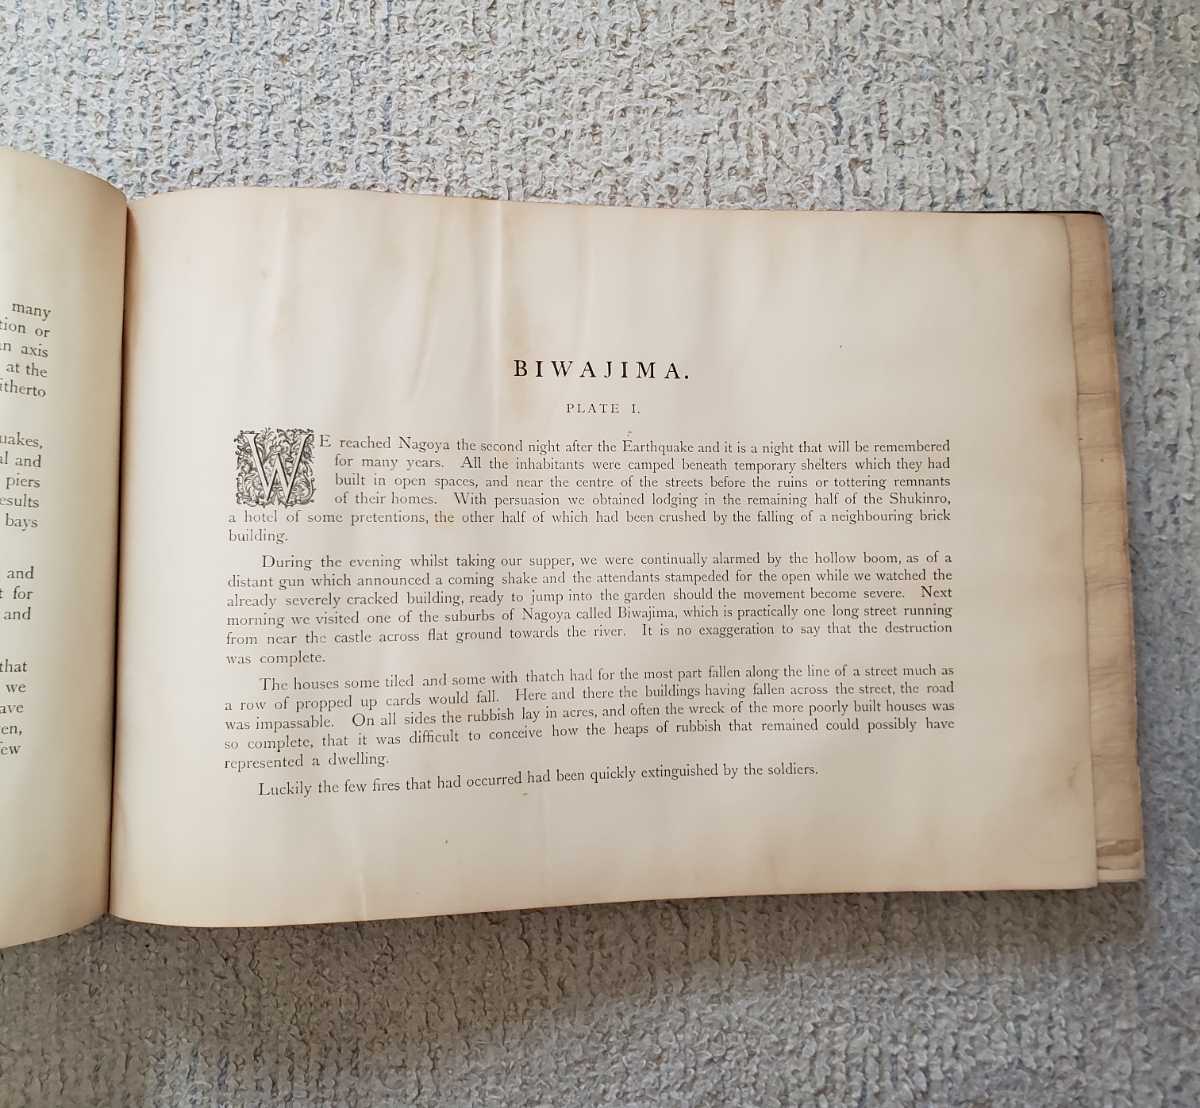 many
or
axis
at the
and
piers
bays
and
for
and
that
we
BIWAJIMA.
PLATE I.
WE reached Nagoya the second night after the Earthquake and it is a night that will be remembered
for many years. All the inhabitants were camped beneath temporary shelters which they had
built in open spaces, and near the centre of the streets before the ruins or tottering remnants
of their homes. With persuasion we obtained lodging in the remaining half of the Shukinro,
a hotel of some pretentions, the other half of which had been crushed by the falling of a neighbouring brick
building.
During the evening whilst taking our supper, we were continually alarmed by the hollow boom, as of a
distant gun which announced a coming shake and the attendants stampeded for the open while we watched the
already severely cracked building, ready to jump into the garden should the movement become severe. Next
morning we visited one of the suburbs of Nagoya called Biwajima, which is practically one long street running
from near the castle across flat ground towards the river. It is no exaggeration to say that the destruction
was complete.
The houses some tiled and some with thatch had for the most part fallen along the line of a street much as
a row of propped up cards would fall. Here and there the buildings having fallen across the street, the road
was impassable. On all sides the rubbish lay in acres, and often the wreck of the more poorly built houses was
so complete, that it was difficult to conceive how the heaps of rubbish that remained could possibly have
represented a dwelling.
Luckily the few fires that had occurred had been quickly extinguished by the soldiers.